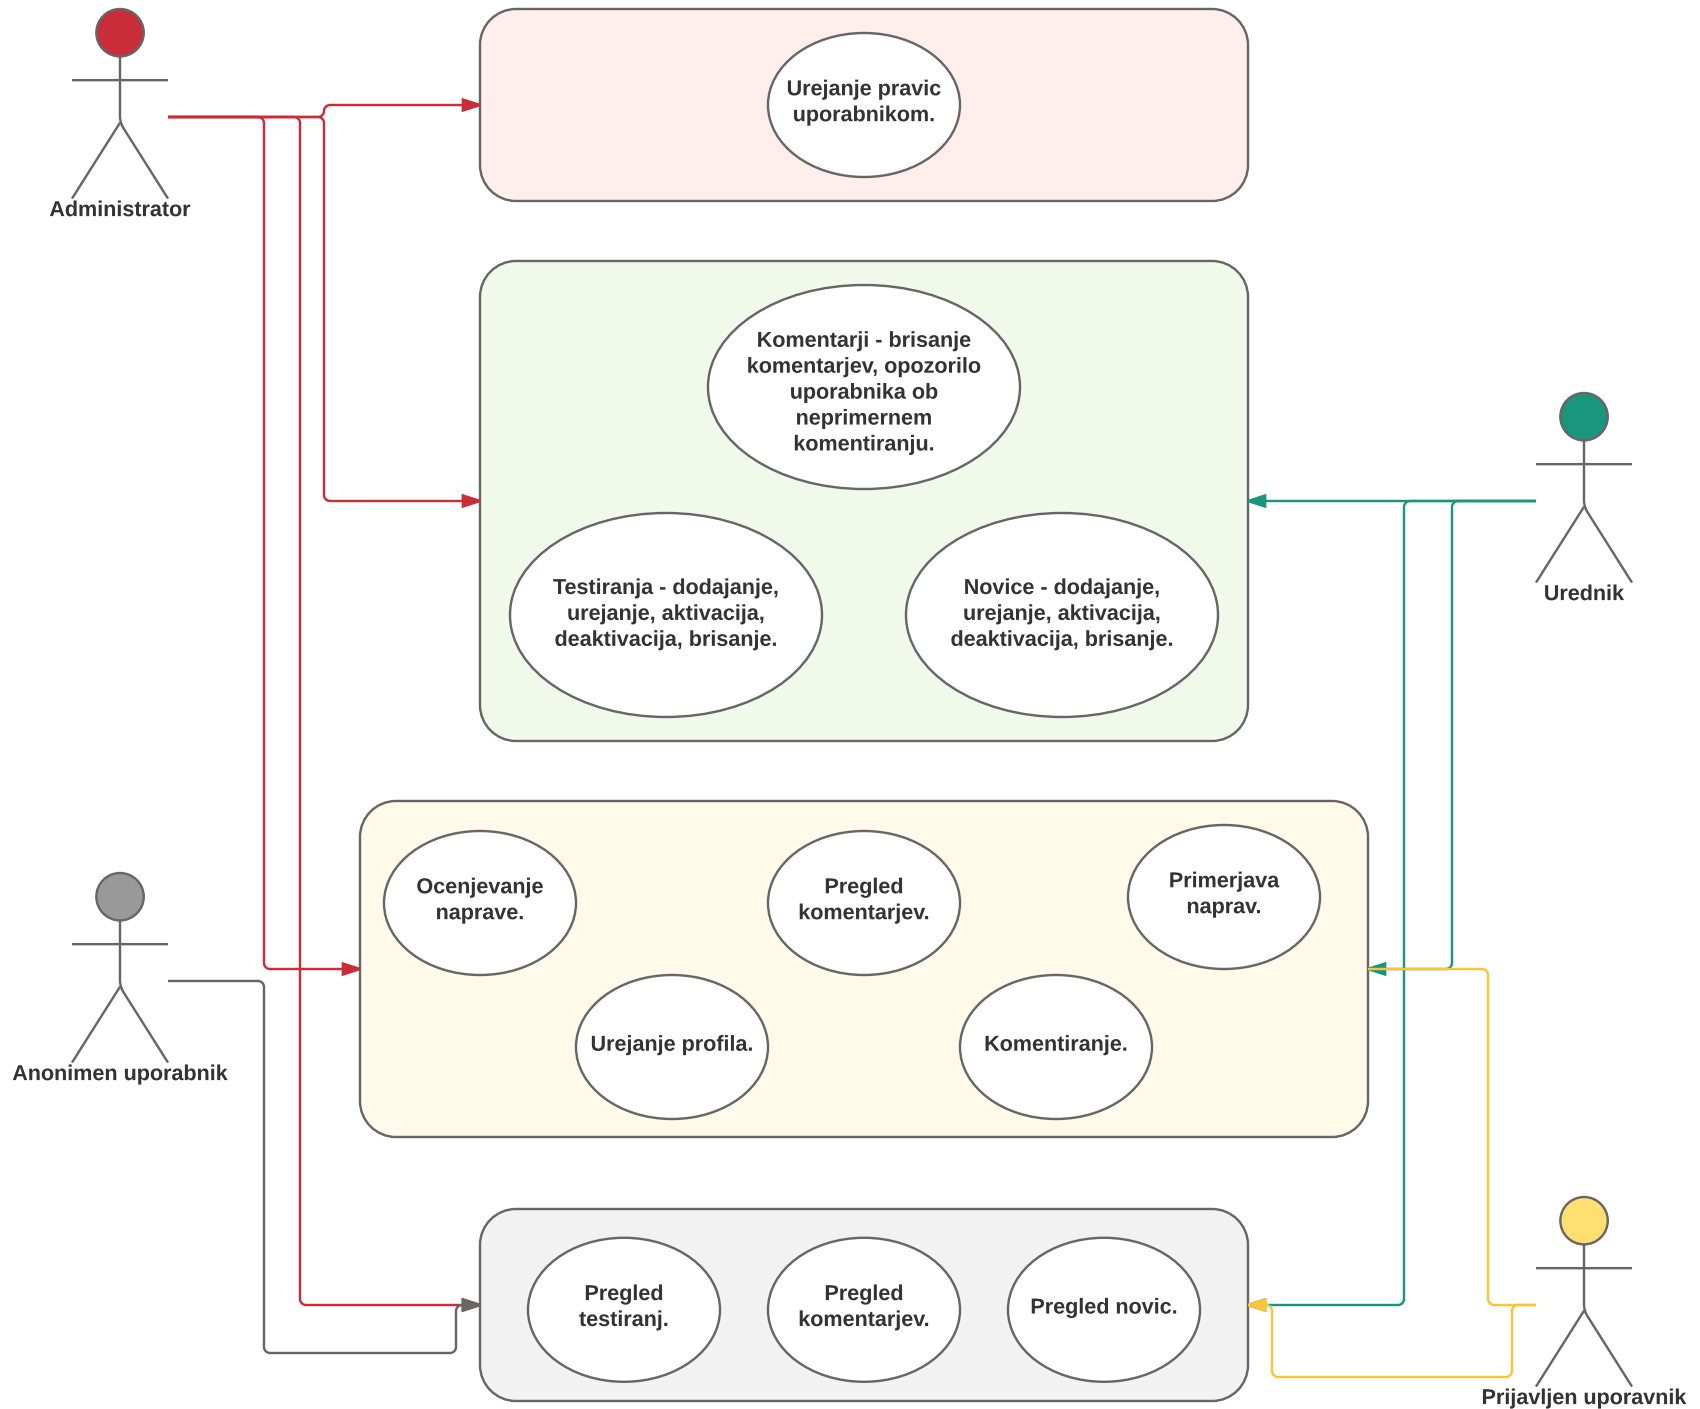 Urejanje pravic
uporabnikom.
Administrator
Komentarji - brisanje
komentarjev, opozorilo
uporabnika ob
neprimernem
komentiranju.
Testiranja - dodajanje,
urejanje, aktivacija,
deaktivacija, brisanje.
Novice - dodajanje,
urejanje, aktivacija,
deaktivacija, brisanje.
Urednik
Ocenjevanje
naprave.
Pregled
komentarjev.
Primerjava
naprav.
Urejanje profila.
Komentiranje.
Anonimen uporabnik
Pregled
testiranj.
Pregled
komentarjev.
Pregled novic.
Prijavljen uporavnik